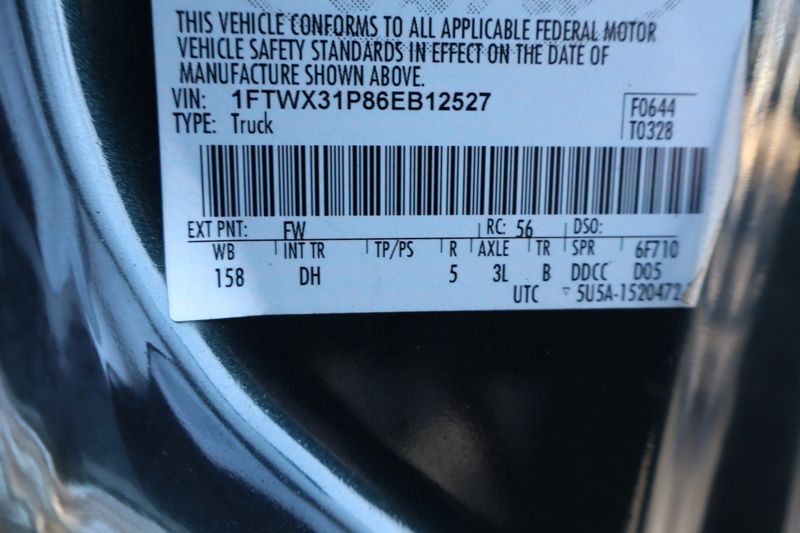 THIS VEHICLE CONFORMS TO ALL APPLICABLE FEDERAL MOTOR
VEHICLE SAFETY STANDARDS IN EFFECT ON THE DATE OF
MANUFACTURE SHOWN ABOVE.
VIN: 1FTWX31P86EB12527
F0644
TYPE: Truck
T0328
EXT PNT: FW RC: 56 DSO:
WB INT TR TP/PS R AXLE TR SPR 6F710
158 DH 5 3L B DDCC D05
UTC 5U5A-1520472